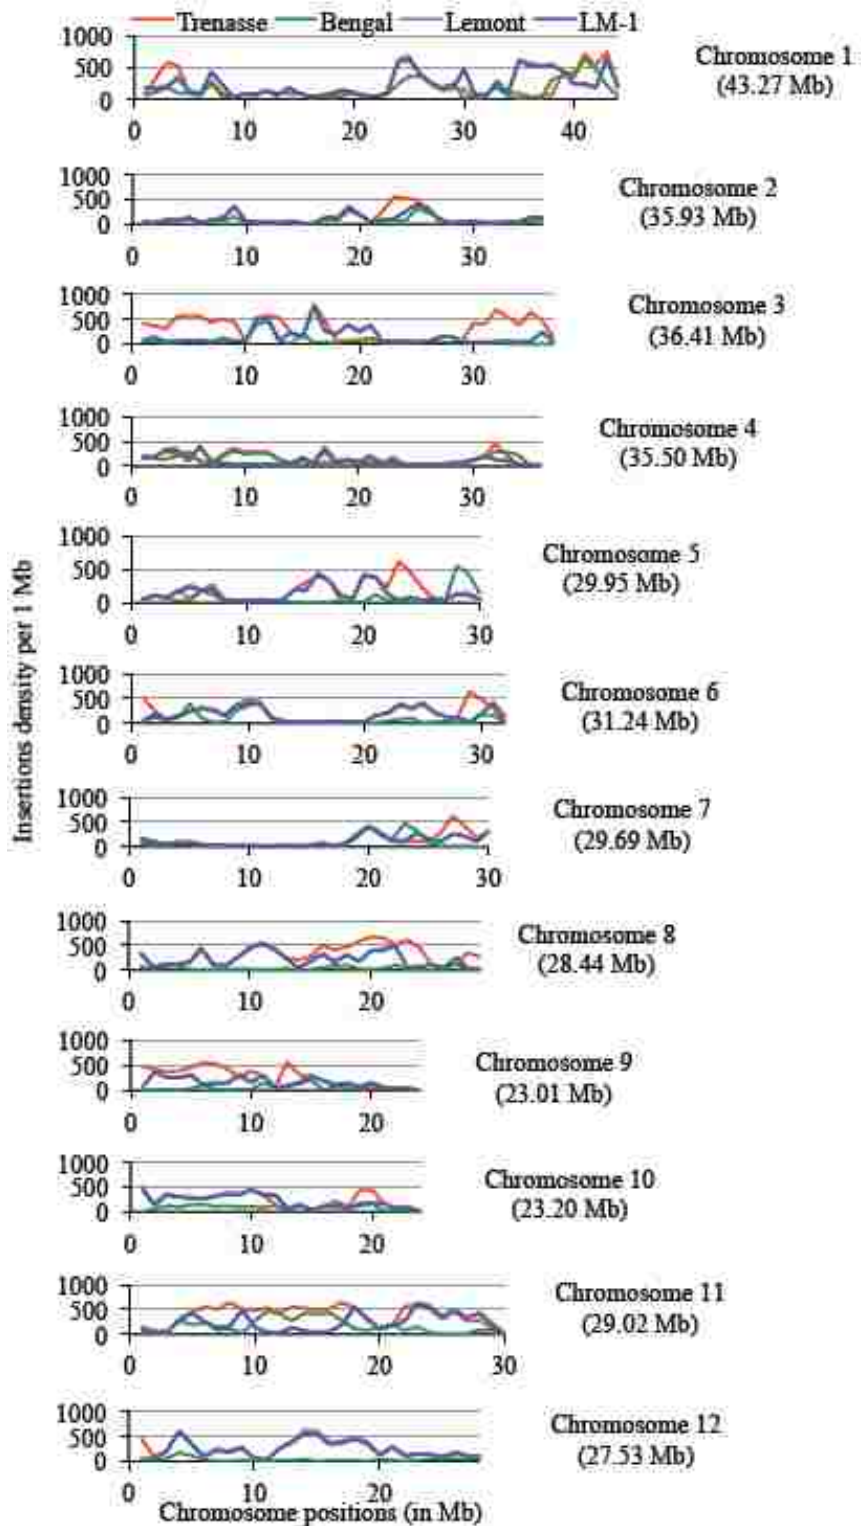 Trenasse Bengal Lemont LM-1
1000
500
0
0 10 20 30 40
Chromosome 1
(43.27 Mb)
1000
500
0
0 10 20 30
Chromosome 2
(35.93 Mb)
1000
500
0
0 10 20 30
Chromosome 3
(36.41 Mb)
1000
500
0
0 10 20 30
Chromosome 4
(35.50 Mb)
1000
500
0
0 10 20 30
Chromosome 5
(29.95 Mb)
Insertions density per 1 Mb
1000
500
0
0 10 20 30
Chromosome 6
(31.24 Mb)
1000
500
0
0 10 20 30
Chromosome 7
(29.69 Mb)
1000
500
0
0 10 20
Chromosome 8
(28.44 Mb)
1000
500
0
0 10 20
Chromosome 9
(23.01 Mb)
1000
500
0
0 10 20
Chromosome 10
(23.20 Mb)
1000
500
0
0 10 20 30
Chromosome 11
(29.02 Mb)
1000
500
0
0 10 20
Chromosome 12
(27.53 Mb)
Chromosome positions (in Mb)